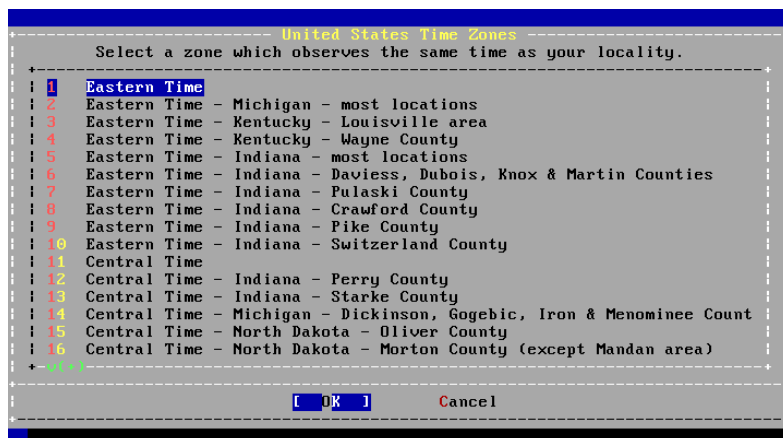 United States Time Zones
Select a zone which observes the same time as your locality.
1 Eastern Time
2 Eastern Time - Michigan - most locations
3 Eastern Time - Kentucky - Louisville area
4 Eastern Time - Kentucky - Wayne County
5 Eastern Time - Indiana - most locations
6 Eastern Time - Indiana - Daviess, Dubois, Knox & Martin Counties
7 Eastern Time - Indiana - Pulaski County
8 Eastern Time - Indiana - Crawford County
9 Eastern Time - Indiana - Pike County
10 Eastern Time - Indiana - Switzerland County
11 Central Time
12 Central Time - Indiana - Perry County
13 Central Time - Indiana - Starke County
14 Central Time - Michigan - Dickinson, Gogebic, Iron & Menominee Count
15 Central Time - North Dakota - Oliver County
16 Central Time - North Dakota - Morton County (except Mandan area)
v(+)
[ OK ] Cancel